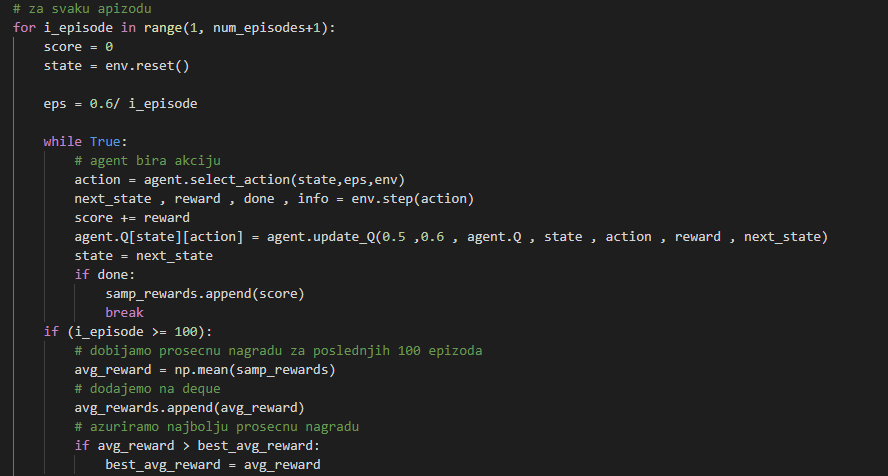 # za svaku apizodu
for i_episode in range(1, num_episodes+1):
    score = 0
    state = env.reset()

    eps = 0.6/ i_episode

    while True:
        # agent bira akciju
        action = agent.select_action(state,eps,env)
        next_state , reward , done , info = env.step(action)
        score += reward
        agent.Q[state][action] = agent.update_Q(0.5 ,0.6 , agent.Q , state , action , reward , next_state)
        state = next_state
        if done:
            samp_rewards.append(score)
            break
    if (i_episode >= 100):
        # dobijamo prosecnu nagradu za poslednjih 100 epizoda
        avg_reward = np.mean(samp_rewards)
        # dodajemo na deque
        avg_rewards.append(avg_reward)
        # azuriramo najbolju prosecnu nagradu
        if avg_reward > best_avg_reward:
            best_avg_reward = avg_reward